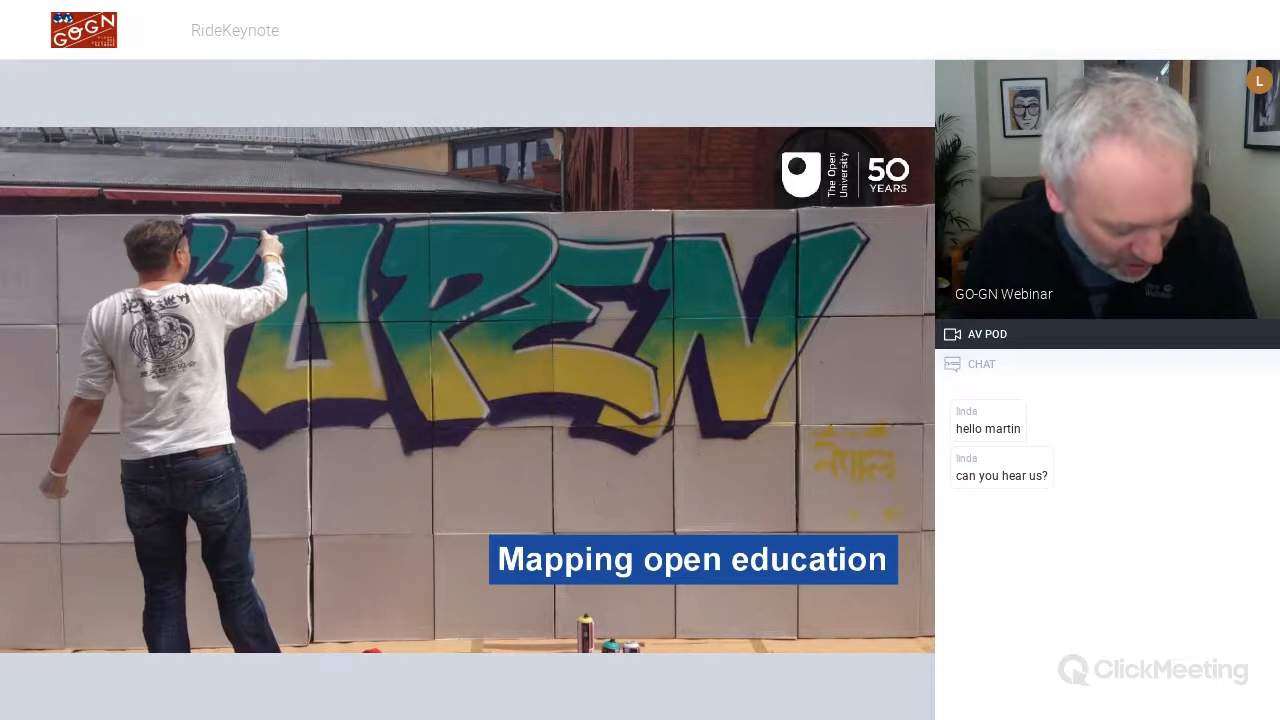 GO-GN
RideKeynote
The Open
University
50
YEARS
OPEN
नेपाल
Mapping open education
L
GO-GN Webinar
AV POD
CHAT
linda
hello martin
linda
can you hear us?
ClickMeeting